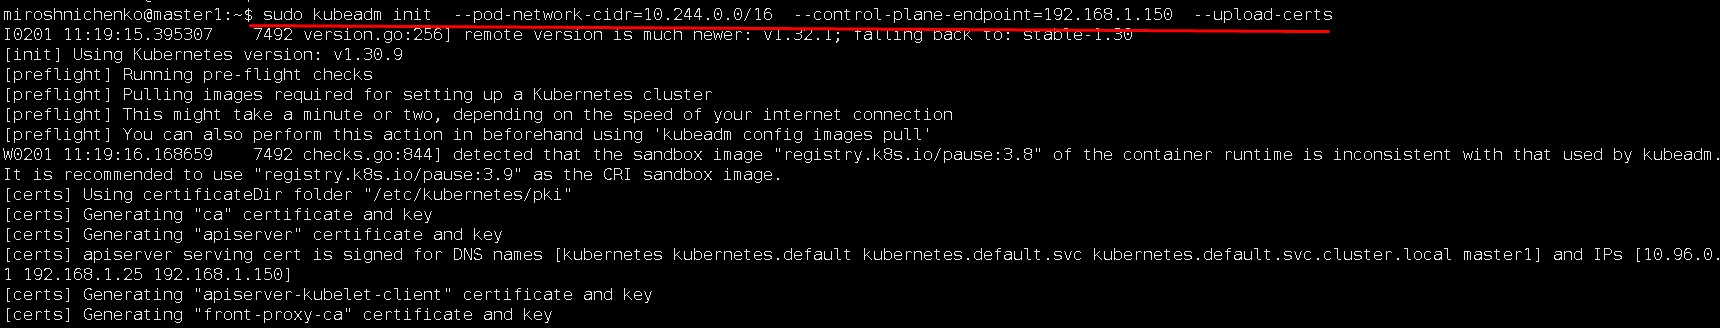 miroshnichenko@master1:~$ sudo kubeadm init  --pod-network-cidr=10.244.0.0/16  --control-plane-endpoint=192.168.1.150  --upload-certs
I0201 11:19:15.395307    7492 version.go:256] remote version is much newer: v1.32.1; falling back to: stable-1.30
[init] Using Kubernetes version: v1.30.9
[preflight] Running pre-flight checks
[preflight] Pulling images required for setting up a Kubernetes cluster
[preflight] This might take a minute or two, depending on the speed of your internet connection
[preflight] You can also perform this action in beforehand using 'kubeadm config images pull'
W0201 11:19:16.168659    7492 checks.go:844] detected that the sandbox image "registry.k8s.io/pause:3.8" of the container runtime is inconsistent with that used by kubeadm.
It is recommended to use "registry.k8s.io/pause:3.9" as the CRI sandbox image.
[certs] Using certificateDir folder "/etc/kubernetes/pki"
[certs] Generating "ca" certificate and key
[certs] Generating "apiserver" certificate and key
[certs] apiserver serving cert is signed for DNS names [kubernetes kubernetes.default kubernetes.default.svc kubernetes.default.svc.cluster.local master1] and IPs [10.96.0.
1 192.168.1.25 192.168.1.150]
[certs] Generating "apiserver-kubelet-client" certificate and key
[certs] Generating "front-proxy-ca" certificate and key